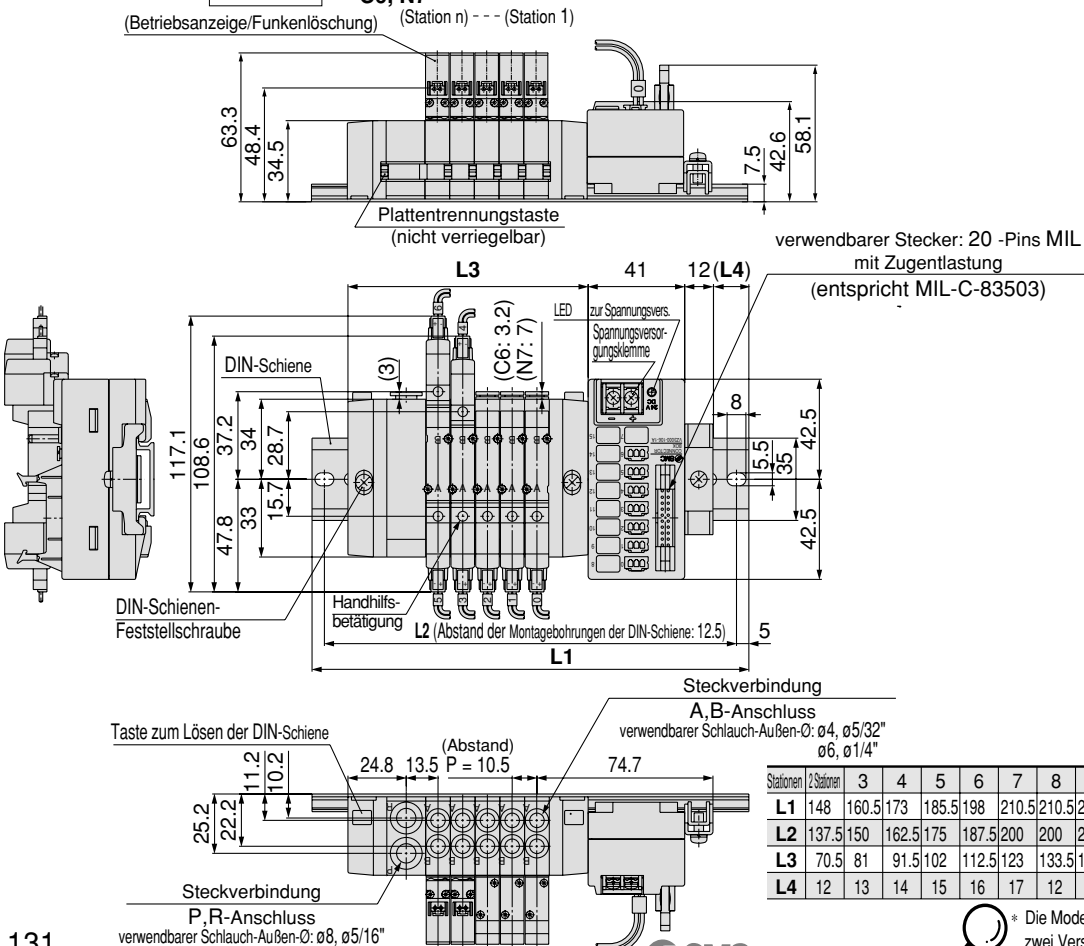 (Betriebsanzeige/Funkenlöschung)
(Station n) - - - (Station 1)
63.3
48.4
34.5
7.5
42.6
58.1
Plattentrennungstaste
(nicht verriegelbar)
verwendbarer Stecker: 20 -Pins MIL
mit Zugentlastung
(entspricht MIL-C-83503)
L3
41
12
(L4)
LED zur Spannungsvers.
Spannungsversor-
gungsklemme
(C6: 3.2)
(N7: 7)
(3)
DIN-Schiene
117.1
108.6
37.2
34
28.7
15.7
33
47.8
8
5.5
35
42.5
42.5
DIN-Schienen-
Feststellschraube
Handhilfs-
betätigung
L2 (Abstand der Montagebohrungen der DIN-Schiene: 12.5)
5
L1
Steckverbindung
A,B-Anschluss
verwendbarer Schlauch-Außen-Ø: ø4, ø5/32"
ø6, ø1/4"
Taste zum Lösen der DIN-Schiene
(Abstand)
24.8 13.5 P = 10.5 74.7
11.2
10.2
25.2
22.2
Steckverbindung
P,R-Anschluss
verwendbarer Schlauch-Außen-Ø: ø8, ø5/16"
Stationen 2 Stationen 3 4 5 6 7 8
L1 148 160.5 173 185.5 198 210.5 210.5
L2 137.5 150 162.5 175 187.5 200 200
L3 70.5 81 91.5 102 112.5 123 133.5
L4 12 13 14 15 16 17 12
* Die Mode
zwei Vers
131